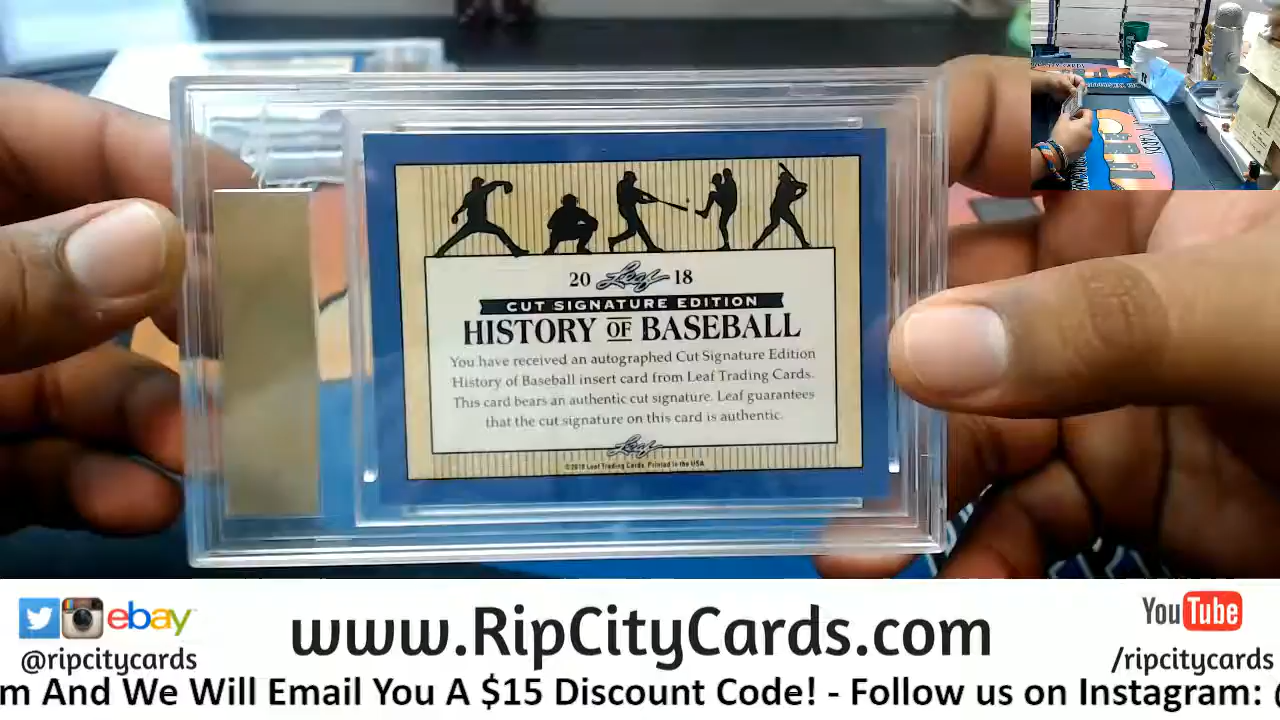 20 Leaf 18
CUT SIGNATURE EDITION
HISTORY OF BASEBALL
You have received an autographed Cut Signature Edition
History of Baseball insert card from Leaf Trading Cards.
This card bears an authentic cut signature. Leaf guarantees
that the cut signature on this card is authentic.
Leaf
©2018 Leaf Trading Cards. Printed in the USA
ebay
@ripcitycards
www.RipCityCards.com
YouTube
/ripcitycards
m And We Will Email You A $15 Discount Code! - Follow us on Instagram: